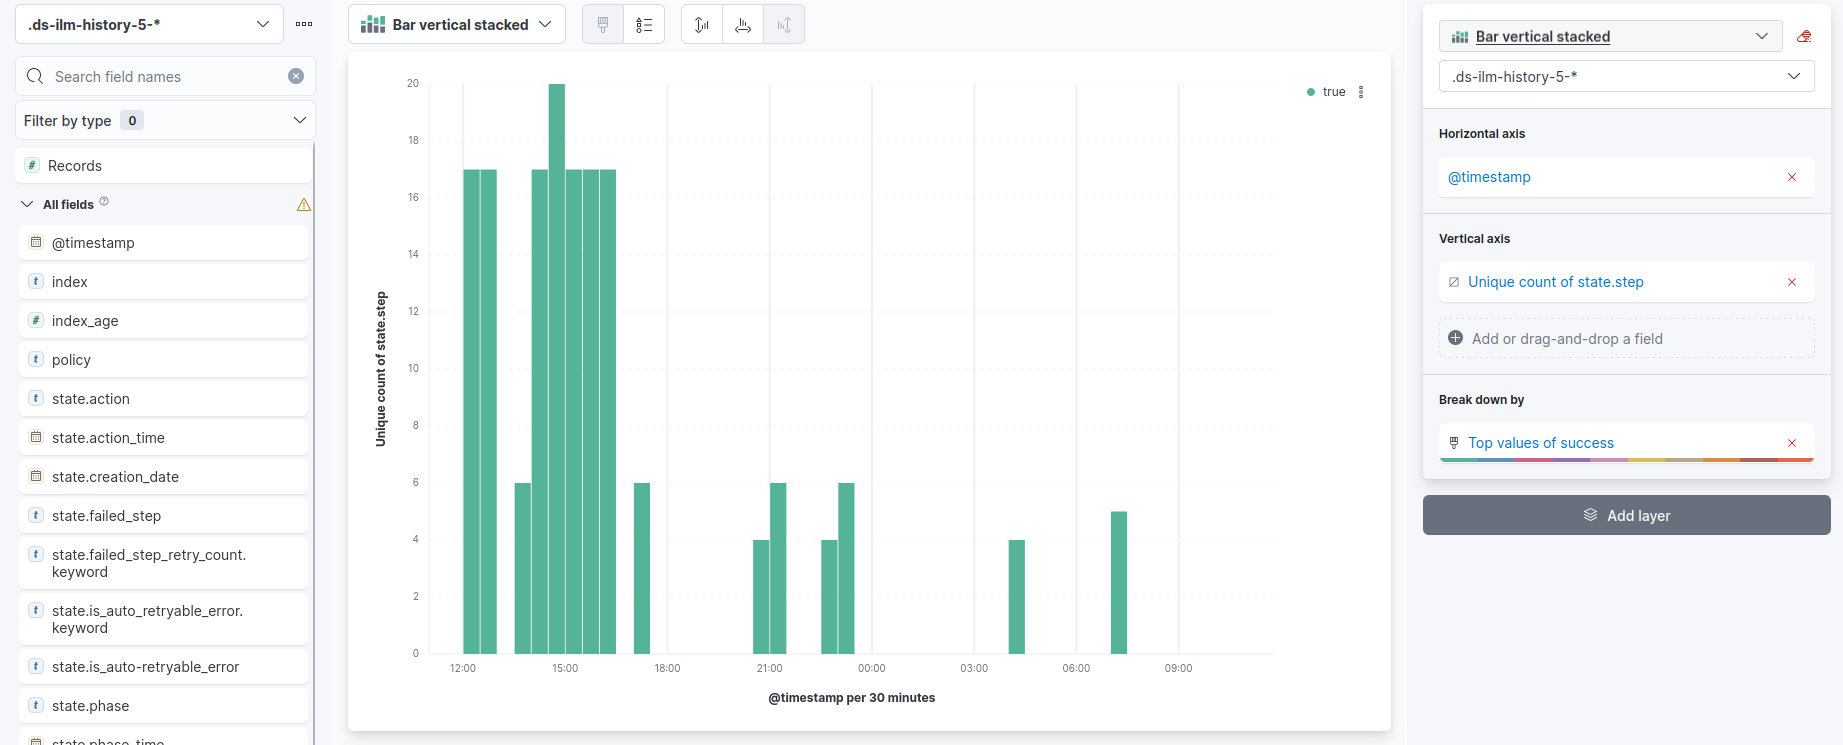 .ds-ilm-history-5-*
Search field names
Filter by type 0
# Records
All fields ?
@timestamp
t index
# index_age
t policy
t state.action
state.action_time
state.creation_date
t state.failed_step
t state.failed_step_retry_count.
keyword
t state.is_auto_retryable_error.
keyword
t state.is_auto-retryable_error
t state.phase
state.phase_time
Bar vertical stacked
20
18
16
14
12
10
8
6
4
2
0
Unique count of state.step
12:00 15:00 18:00 21:00 00:00 03:00 06:00 09:00
@timestamp per 30 minutes
true
Bar vertical stacked
.ds-ilm-history-5-*
Horizontal axis
@timestamp
Vertical axis
Unique count of state.step
Add or drag-and-drop a field
Break down by
Top values of success
Add layer